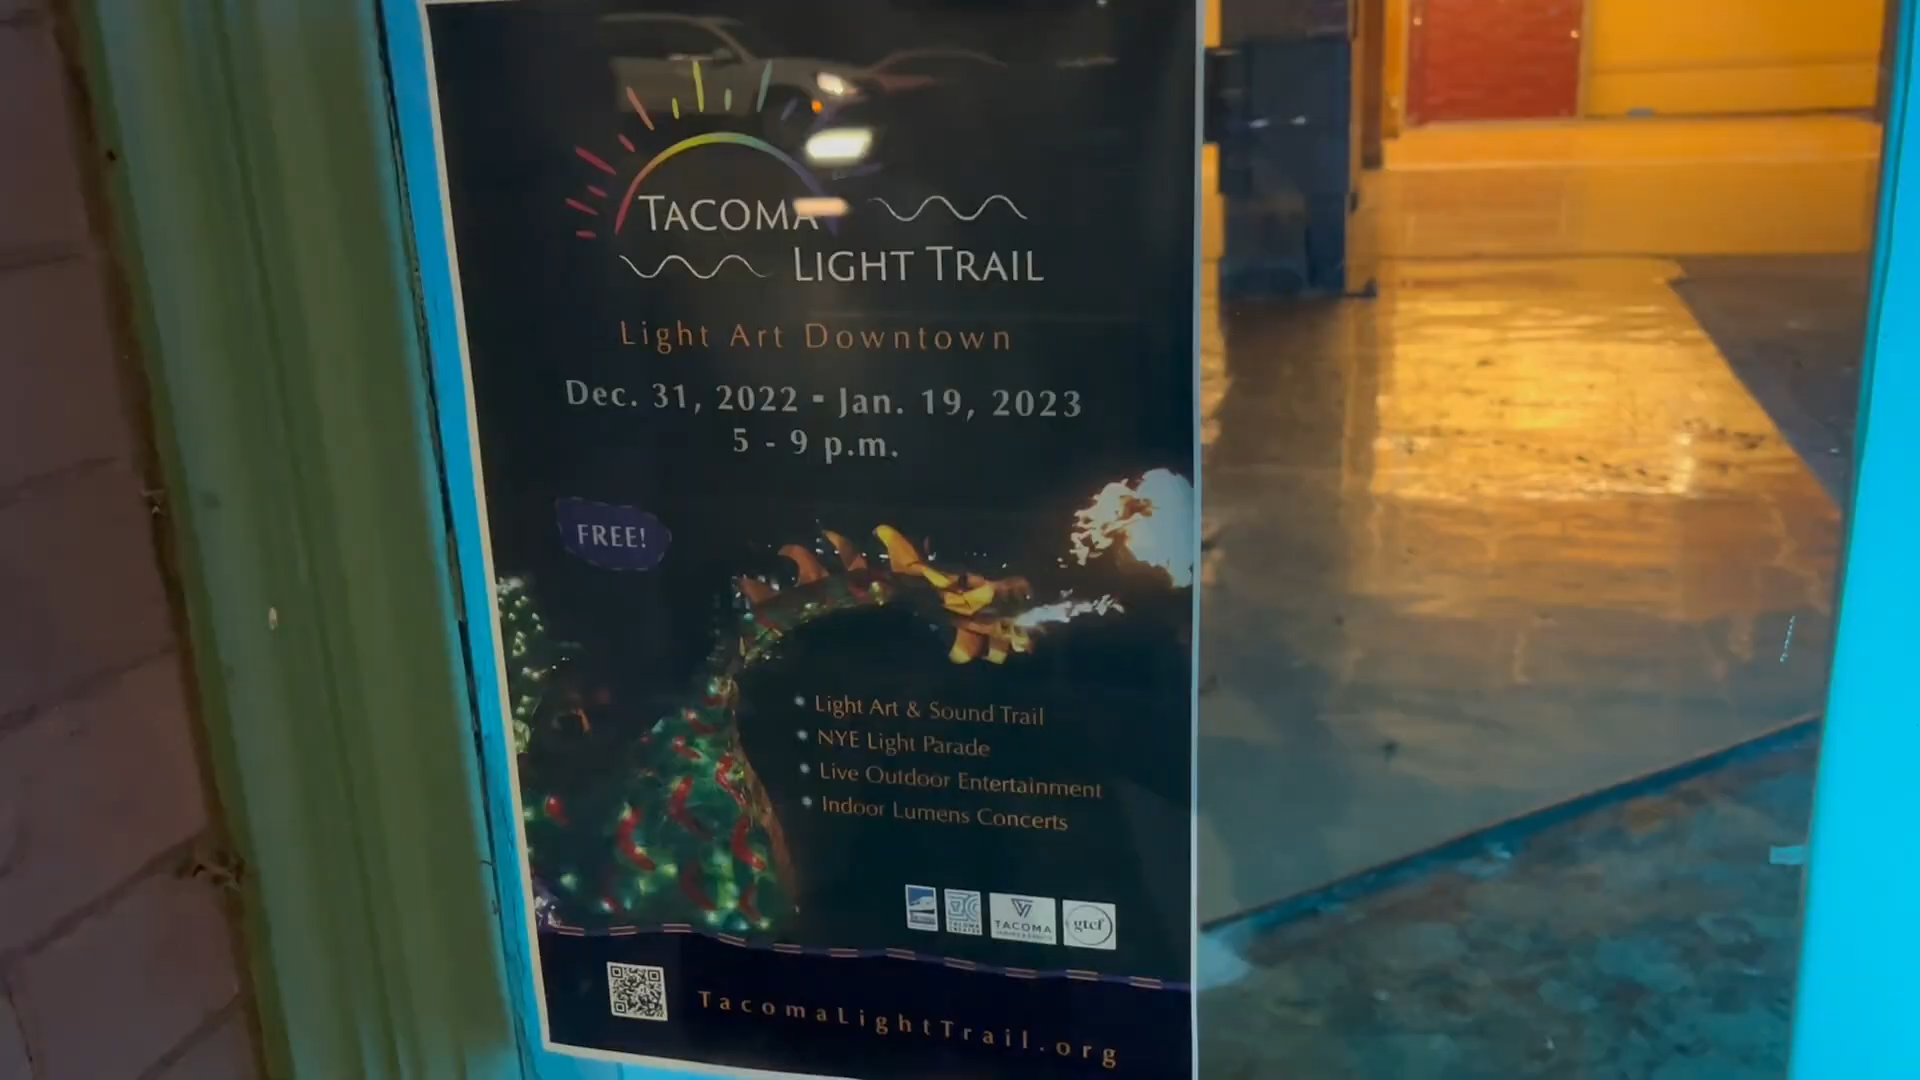 TACOMA
LIGHT TRAIL
Light Art Downtown
Dec. 31, 2022 - Jan. 19, 2023
5 - 9 p.m.
FREE!
• Light Art & Sound Trail
• NYE Light Parade
• Live Outdoor Entertainment
• Indoor Lumens Concerts
TACOMA
gtcf
TacomaLightTrail.org